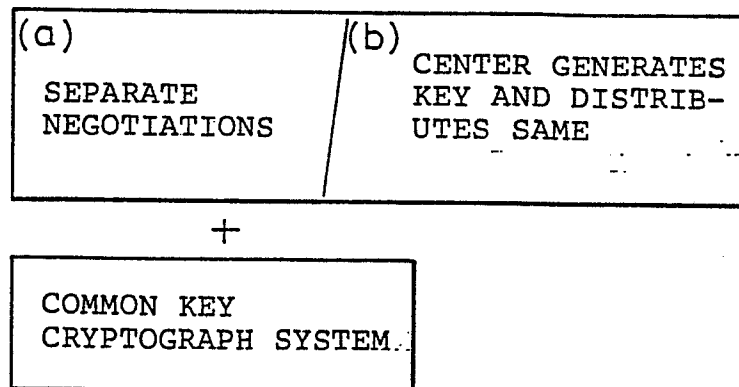 (a)
SEPARATE
NEGOTIATIONS
(b)
CENTER GENERATES
KEY AND DISTRIB-
UTES SAME
+
COMMON KEY
CRYPTOGRAPH SYSTEM